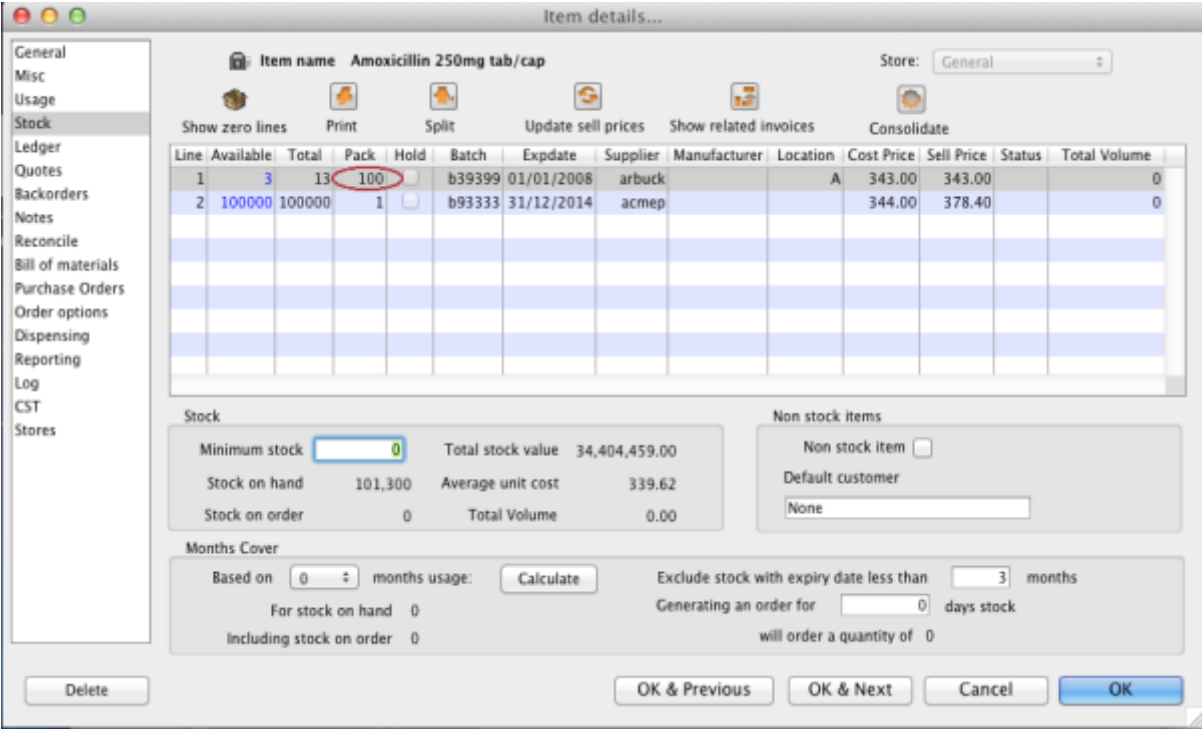 Item details...
General
Misc
Usage
Stock
Ledger
Quotes
Backorders
Notes
Reconcile
Bill of materials
Purchase Orders
Order options
Dispensing
Reporting
Log
CST
Stores
Item name Amoxicillin 250mg tab/cap
Store: General
Show zero lines Print Split Update sell prices Show related invoices Consolidate
Line Available Total Pack Hold Batch Expdate Supplier Manufacturer Location Cost Price Sell Price Status Total Volume
1 3 13 100 b39399 01/01/2008 arbuck A 343.00 343.00 0
2 100000 100000 1 b93333 31/12/2014 acmep 344.00 378.40 0
Stock
Minimum stock 0 Total stock value 34,404,459.00
Stock on hand 101,300 Average unit cost 339.62
Stock on order 0 Total Volume 0.00
Non stock items
Non stock item
Default customer
None
Months Cover
Based on 0 months usage: Calculate
For stock on hand 0
Including stock on order 0
Exclude stock with expiry date less than 3 months
Generating an order for 0 days stock
will order a quantity of 0
Delete OK & Previous OK & Next Cancel OK